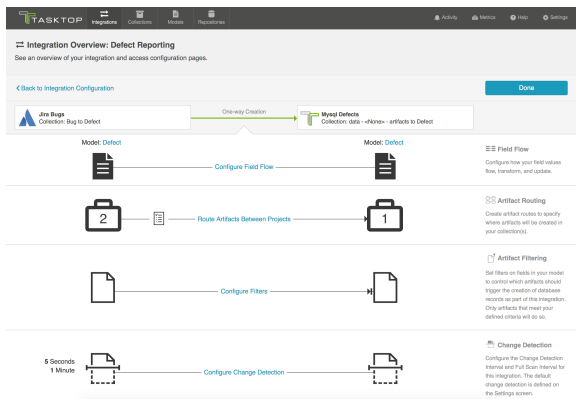 TASKTOP
Integrations
Collections
Models
Repositories
Activity
Metrics
Help
Settings
Integration Overview: Defect Reporting
See an overview of your integration and access configuration pages.
Back to Integration Configuration
Done
Jira Bugs
Collection: Bug to Defect
One-way Creation
Mysql Defects
Collection: data - <None> - artifacts to Defect
Model: Defect
Model: Defect
Configure Field Flow
Field Flow
Configure how your field values
flow, transform, and update.
2
Route Artifacts Between Projects
1
Artifact Routing
Create artifact routes to specify
where artifacts will be created in
your collection(s).
Configure Filters
Artifact Filtering
Set filters on fields in your model
to control which artifacts should
trigger the creation of database
records as part of this integration.
Only artifacts that meet your
defined criteria will do so.
5 Seconds
1 Minute
Configure Change Detection
Change Detection
Configure the Change Detection
Interval and Full Scan Interval for
this integration. The default
change detection is defined on
the Settings screen.